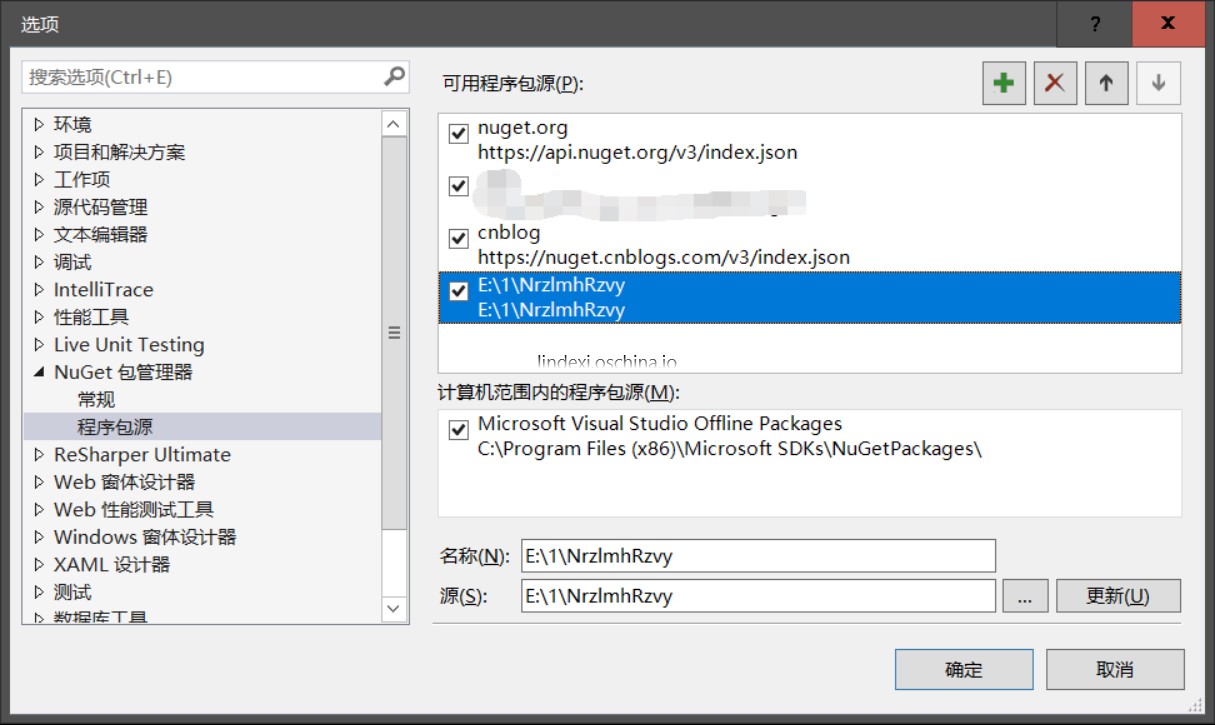 选项
?
x
搜索选项(Ctrl+E)
环境
项目和解决方案
工作项
源代码管理
文本编辑器
调试
IntelliTrace
性能工具
Live Unit Testing
NuGet 包管理器
常规
程序包源
ReSharper Ultimate
Web 窗体设计器
Web 性能测试工具
Windows 窗体设计器
XAML 设计器
测试
数据库工具
可用程序包源(P):
nuget.org
https://api.nuget.org/v3/index.json
cnblog
https://nuget.cnblogs.com/v3/index.json
E:\1\NrzlmhRzvy
E:\1\NrzlmhRzvy
lindexi.oschina.io
计算机范围内的程序包源(M):
Microsoft Visual Studio Offline Packages
C:\Program Files (x86)\Microsoft SDKs\NuGetPackages\
名称(N): E:\1\NrzlmhRzvy
源(S): E:\1\NrzlmhRzvy ... 更新(U)
确定 取消